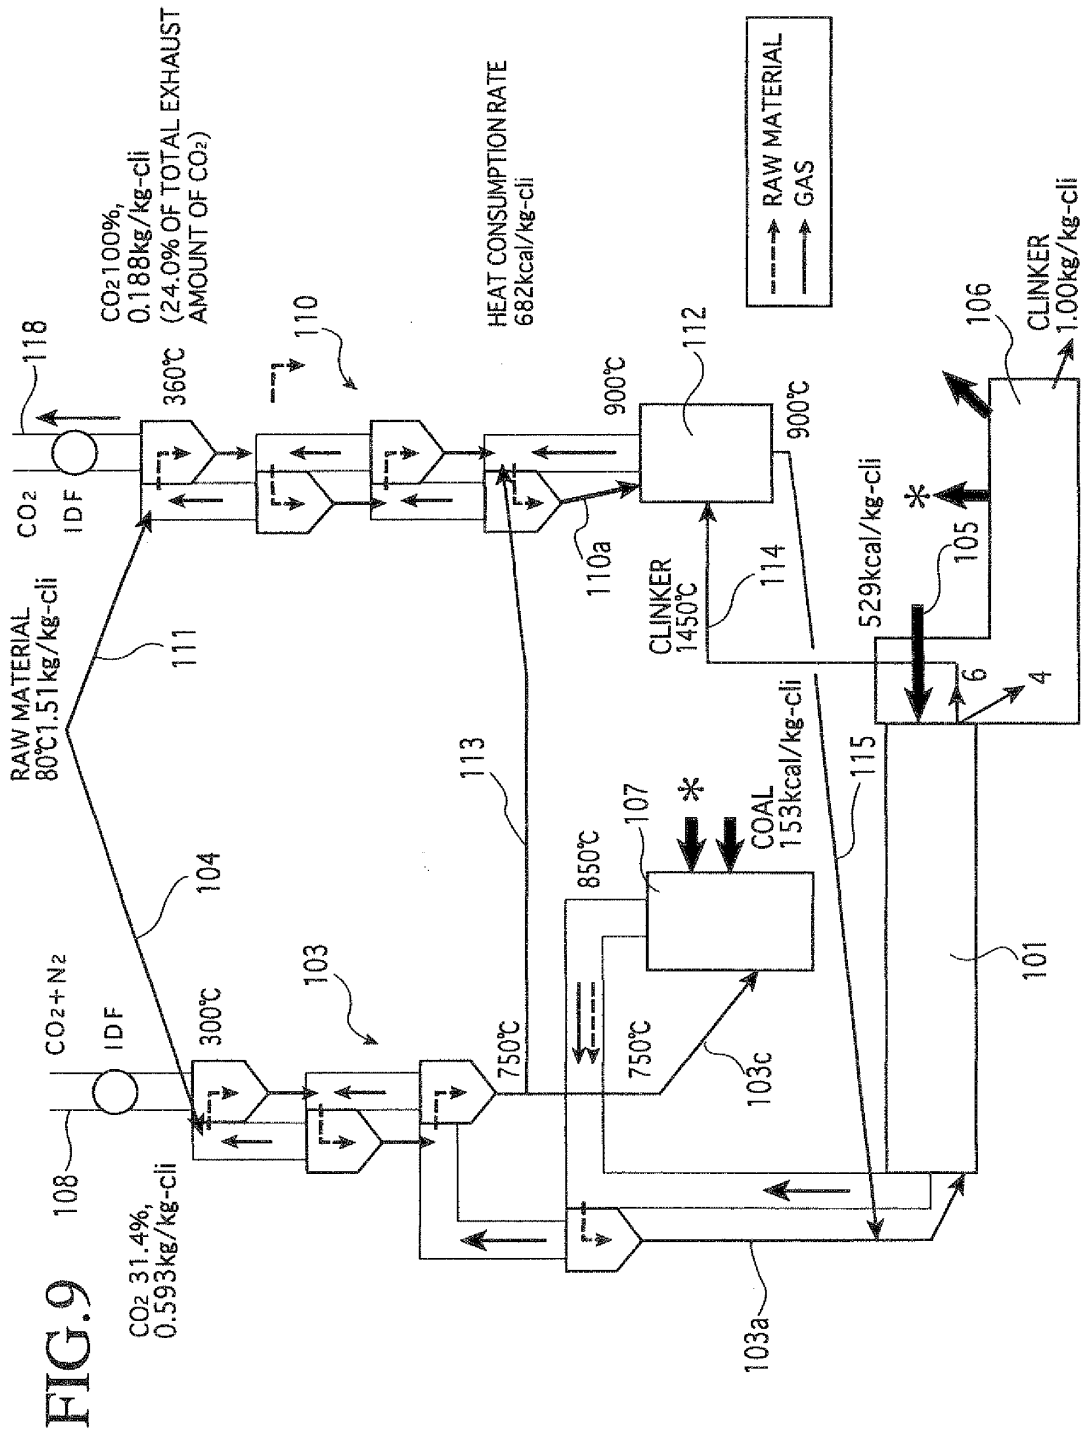 FIG.9
CO2 31.4%,
0.593kg/kg-cli
108
CO2+N2
IDF
300℃
103
104
RAW MATERIAL
80℃1.51kg/kg-cli
111
CO2
IDF
118
CO2100%,
0.188kg/kg-cli
(24.0% OF TOTAL EXHAUST
AMOUNT OF CO2)
360℃
110
750℃
113
110a
HEAT CONSUMPTION RATE
682kcal/kg-cli
900℃
112
900℃
850℃
107
750℃
103c
*
COAL
153kcal/kg-cli
CLINKER
1450℃
114
RAW MATERIAL
GAS
103a
115
101
529kcal/kg-cli
105
*
6
4
106
CLINKER
1.00kg/kg-cli